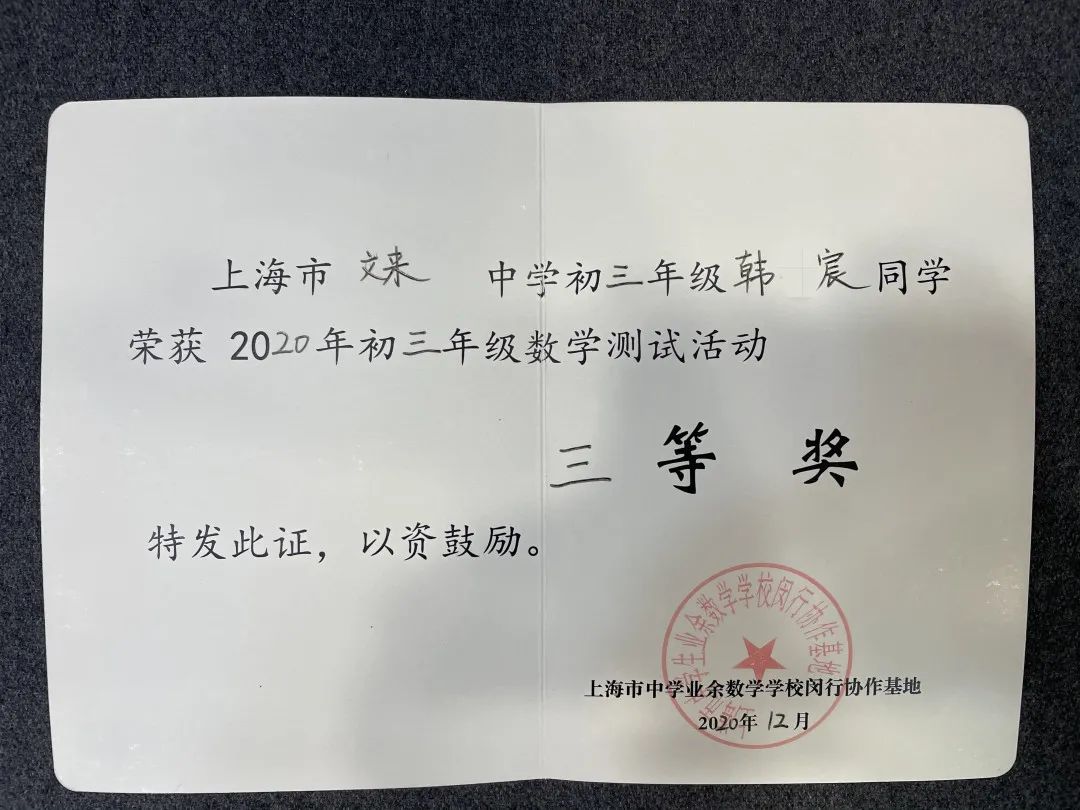 上海市 文来 中学初三年级韩 宸同学
荣获 2020年初三年级数学测试活动
三 等 奖
特发此证，以资鼓励。
上海市中学业余数学学校闵行协作基地
2020年 12月